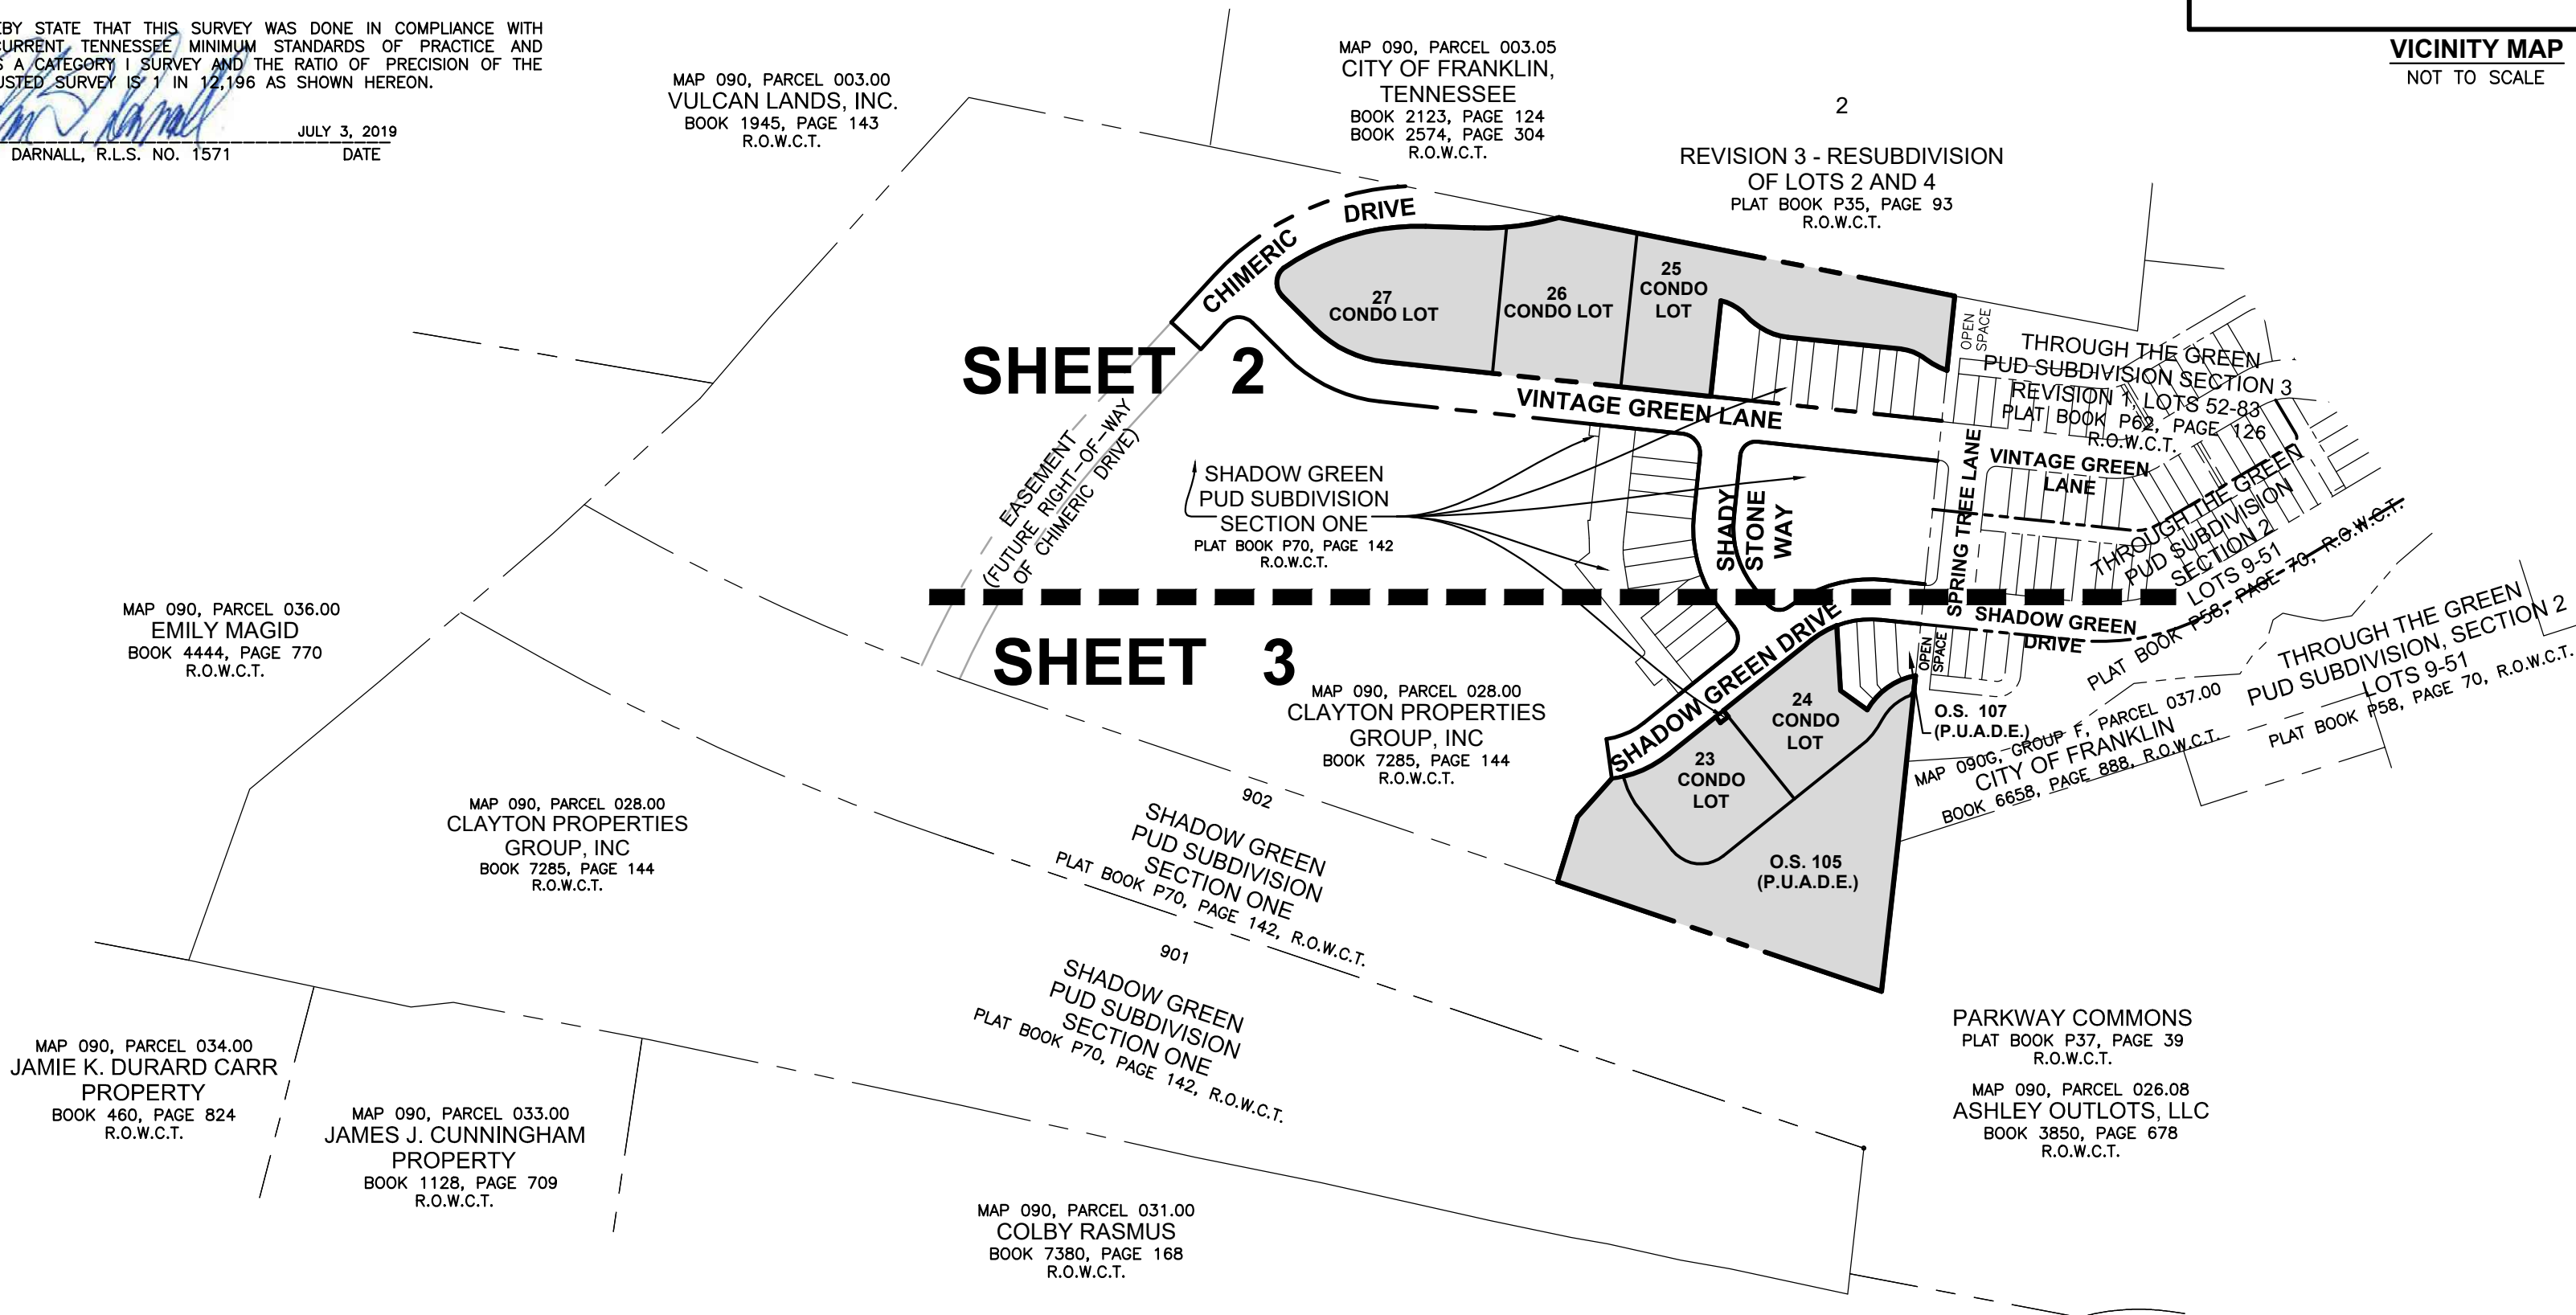 EBY STATE THAT THIS SURVEY WAS DONE IN COMPLIANCE WITH
CURRENT TENNESSEE MINIMUM STANDARDS OF PRACTICE AND
S A CATEGORY I SURVEY AND THE RATIO OF PRECISION OF THE
USTED SURVEY IS 1 IN 12,196 AS SHOWN HEREON.
JULY 3, 2019
DARNALL, R.L.S. NO. 1571 DATE
VICINITY MAP
NOT TO SCALE
MAP 090, PARCEL 003.00
VULCAN LANDS, INC.
BOOK 1945, PAGE 143
R.O.W.C.T.
MAP 090, PARCEL 003.05
CITY OF FRANKLIN,
TENNESSEE
BOOK 2123, PAGE 124
BOOK 2574, PAGE 304
R.O.W.C.T.
2
REVISION 3 - RESUBDIVISION
OF LOTS 2 AND 4
PLAT BOOK P35, PAGE 93
R.O.W.C.T.
CHIMERIC DRIVE
27
CONDO LOT
26
CONDO LOT
25
CONDO
LOT
OPEN
SPACE
THROUGH THE GREEN
PUD SUBDIVISION SECTION 3
REVISION 1, LOTS 52-83
PLAT BOOK P62, PAGE 126
R.O.W.C.T.
SHEET 2
VINTAGE GREEN LANE
VINTAGE GREEN
LANE
EASEMENT
(FUTURE RIGHT-OF-WAY
OF CHIMERIC DRIVE)
SHADOW GREEN
PUD SUBDIVISION
SECTION ONE
PLAT BOOK P70, PAGE 142
R.O.W.C.T.
SHADY
STONE
WAY
SPRING TREE LANE
THROUGH THE GREEN
PUD SUBDIVISION
SECTION 2
LOTS 9-51
PLAT BOOK P58, PAGE 70, R.O.W.C.T.
SHEET 3
SHADOW GREEN DRIVE
SHADOW GREEN
DRIVE
OPEN
SPACE
THROUGH THE GREEN
PUD SUBDIVISION, SECTION 2
LOTS 9-51
PLAT BOOK P58, PAGE 70, R.O.W.C.T.
MAP 090, PARCEL 036.00
EMILY MAGID
BOOK 4444, PAGE 770
R.O.W.C.T.
MAP 090, PARCEL 028.00
CLAYTON PROPERTIES
GROUP, INC
BOOK 7285, PAGE 144
R.O.W.C.T.
24
CONDO
LOT
23
CONDO
LOT
O.S. 107
(P.U.A.D.E.)
MAP 090G, GROUP F, PARCEL 037.00
CITY OF FRANKLIN
BOOK 6658, PAGE 888, R.O.W.C.T.
O.S. 105
(P.U.A.D.E.)
MAP 090, PARCEL 028.00
CLAYTON PROPERTIES
GROUP, INC
BOOK 7285, PAGE 144
R.O.W.C.T.
902
SHADOW GREEN
PUD SUBDIVISION
SECTION ONE
PLAT BOOK P70, PAGE 142, R.O.W.C.T.
901
SHADOW GREEN
PUD SUBDIVISION
SECTION ONE
PLAT BOOK P70, PAGE 142, R.O.W.C.T.
MAP 090, PARCEL 034.00
JAMIE K. DURARD CARR
PROPERTY
BOOK 460, PAGE 824
R.O.W.C.T.
MAP 090, PARCEL 033.00
JAMES J. CUNNINGHAM
PROPERTY
BOOK 1128, PAGE 709
R.O.W.C.T.
MAP 090, PARCEL 031.00
COLBY RASMUS
BOOK 7380, PAGE 168
R.O.W.C.T.
PARKWAY COMMONS
PLAT BOOK P37, PAGE 39
R.O.W.C.T.
MAP 090, PARCEL 026.08
ASHLEY OUTLOTS, LLC
BOOK 3850, PAGE 678
R.O.W.C.T.